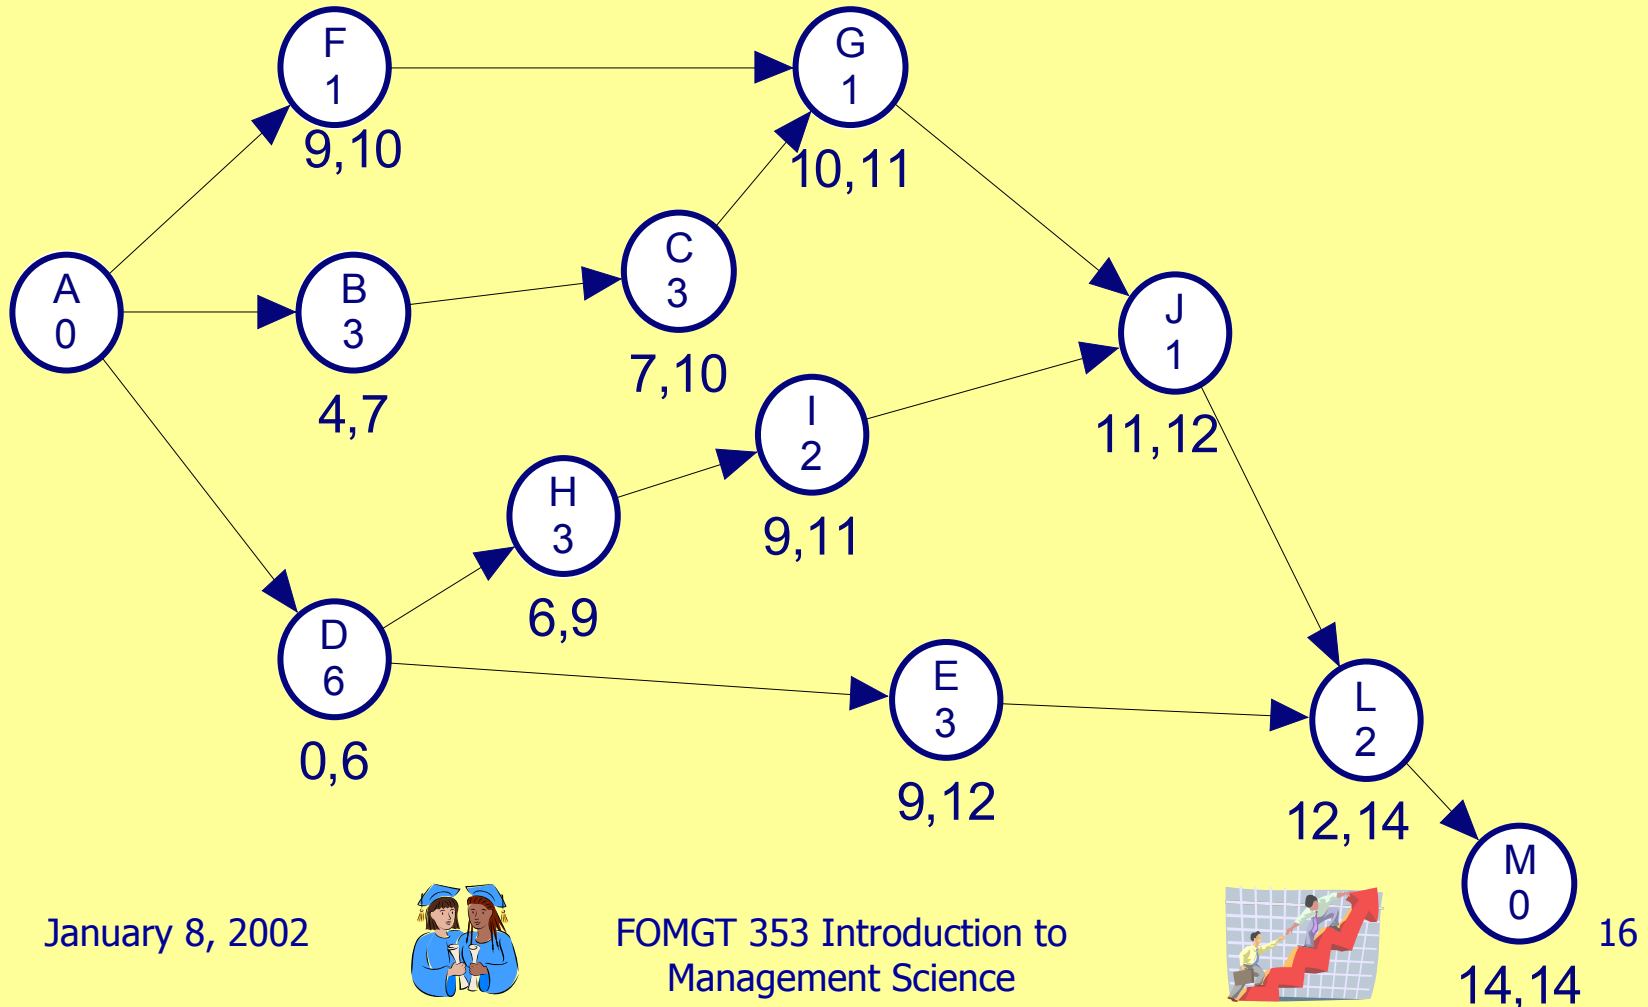 F
1
9,10
G
1
10,11
A
0
B
3
4,7
C
3
7,10
J
1
11,12
I
2
9,11
H
3
6,9
D
6
0,6
E
3
9,12
L
2
12,14
M
0
14,14
January 8, 2002
FOMGT 353 Introduction to
Management Science
16